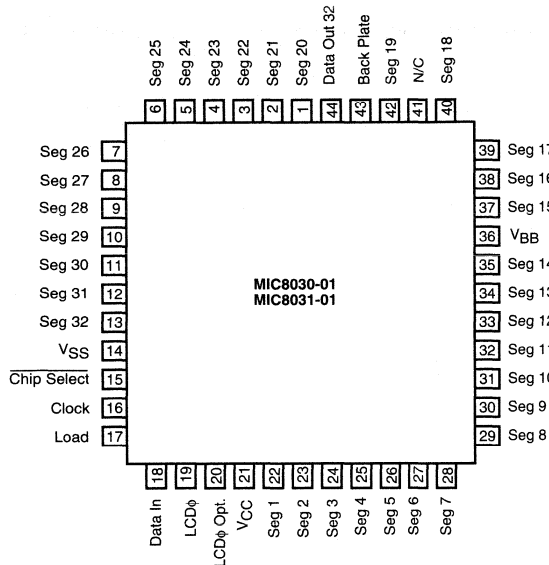 Seg 25
Seg 24
Seg 23
Seg 22
Seg 21
Seg 20
Data Out 32
Back Plate
Seg 19
N/C
Seg 18
6
5
4
3
2
1
44
43
42
41
40
Seg 26 7
Seg 27 8
Seg 28 9
Seg 29 10
Seg 30 11
Seg 31 12
Seg 32 13
VSS 14
Chip Select 15
Clock 16
Load 17
MIC8030-01
MIC8031-01
39 Seg 17
38 Seg 16
37 Seg 15
36 VBB
35 Seg 14
34 Seg 13
33 Seg 12
32 Seg 11
31 Seg 10
30 Seg 9
29 Seg 8
18
19
20
21
22
23
24
25
26
27
28
Data In
LCDϕ
LCDϕ Opt.
VCC
Seg 1
Seg 2
Seg 3
Seg 4
Seg 5
Seg 6
Seg 7